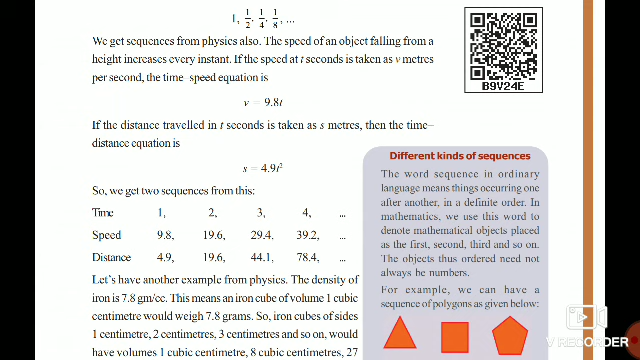 1, 1/2, 1/4, 1/8, ...
We get sequences from physics also. The speed of an object falling from a
height increases every instant. If the speed at t seconds is taken as v metres
per second, the time-speed equation is
v = 9.8t
If the distance travelled in t seconds is taken as s metres, then the time–
distance equation is
s = 4.9t²
So, we get two sequences from this:
Time 1, 2, 3, 4, ...
Speed 9.8, 19.6, 29.4, 39.2, ...
Distance 4.9, 19.6, 44.1, 78.4, ...
Let's have another example from physics. The density of
iron is 7.8 gm/cc. This means an iron cube of volume 1 cubic
centimetre would weigh 7.8 grams. So, iron cubes of sides
1 centimetre, 2 centimetres, 3 centimetres and so on, would
have volumes 1 cubic centimetre, 8 cubic centimetres, 27
B9V24E
Different kinds of sequences
The word sequence in ordinary
language means things occurring one
after another, in a definite order. In
mathematics, we use this word to
denote mathematical objects placed
as the first, second, third and so on.
The objects thus ordered need not
always be numbers.
For example, we can have a
sequence of polygons as given below:
V RECORDER